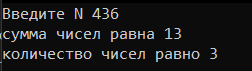 Введите N 436
сумма чисел равна 13
количество чисел равно 3